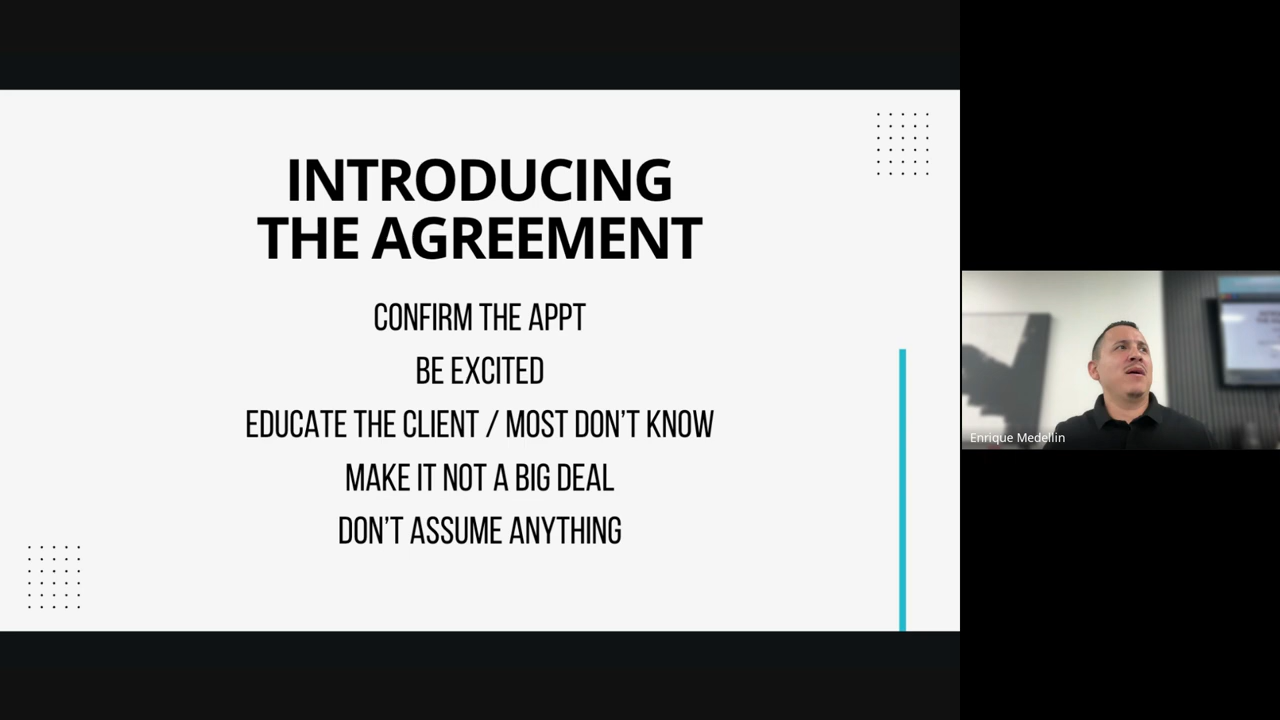 INTRODUCING
THE AGREEMENT
CONFIRM THE APPT
BE EXCITED
EDUCATE THE CLIENT / MOST DON'T KNOW
MAKE IT NOT A BIG DEAL
DON'T ASSUME ANYTHING
Enrique Medellin